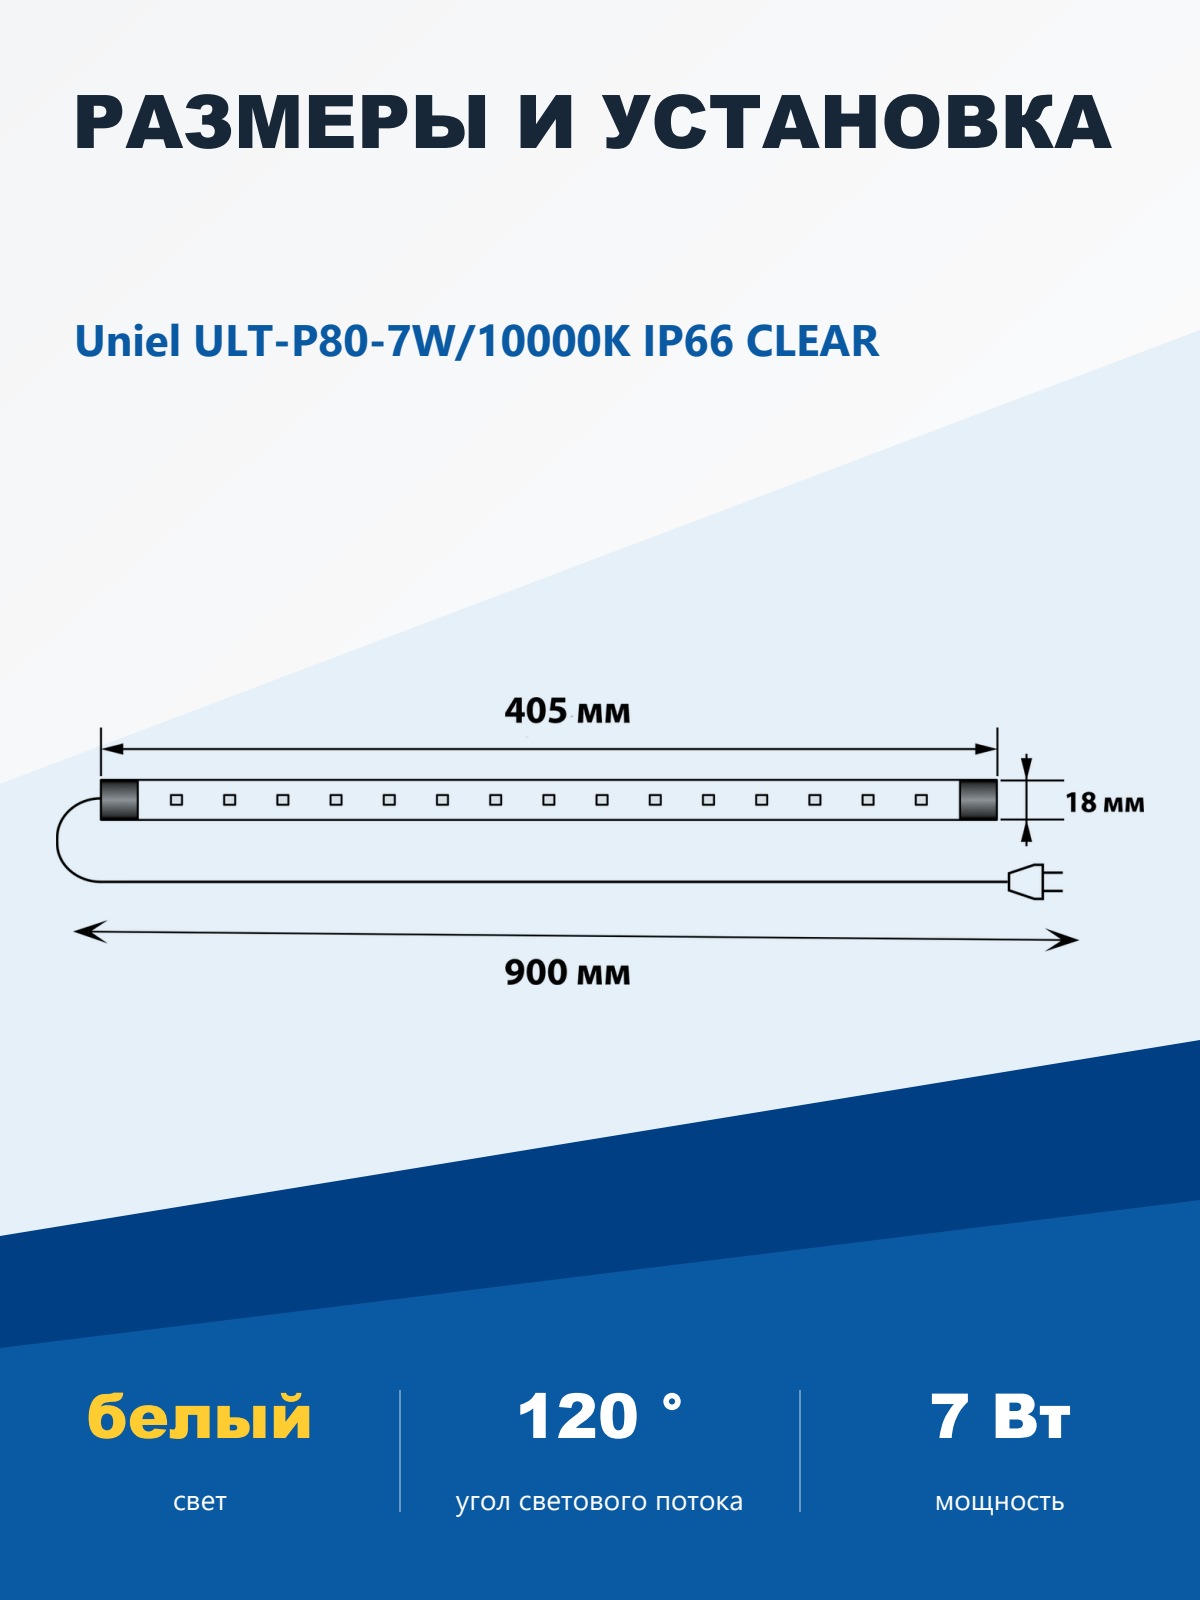 РАЗМЕРЫ И УСТАНОВКА
Uniel ULT-P80-7W/10000K IP66 CLEAR
405 мм
18 мм
900 мм
белый
120 °
7 Вт
свет
угол светового потока
мощность